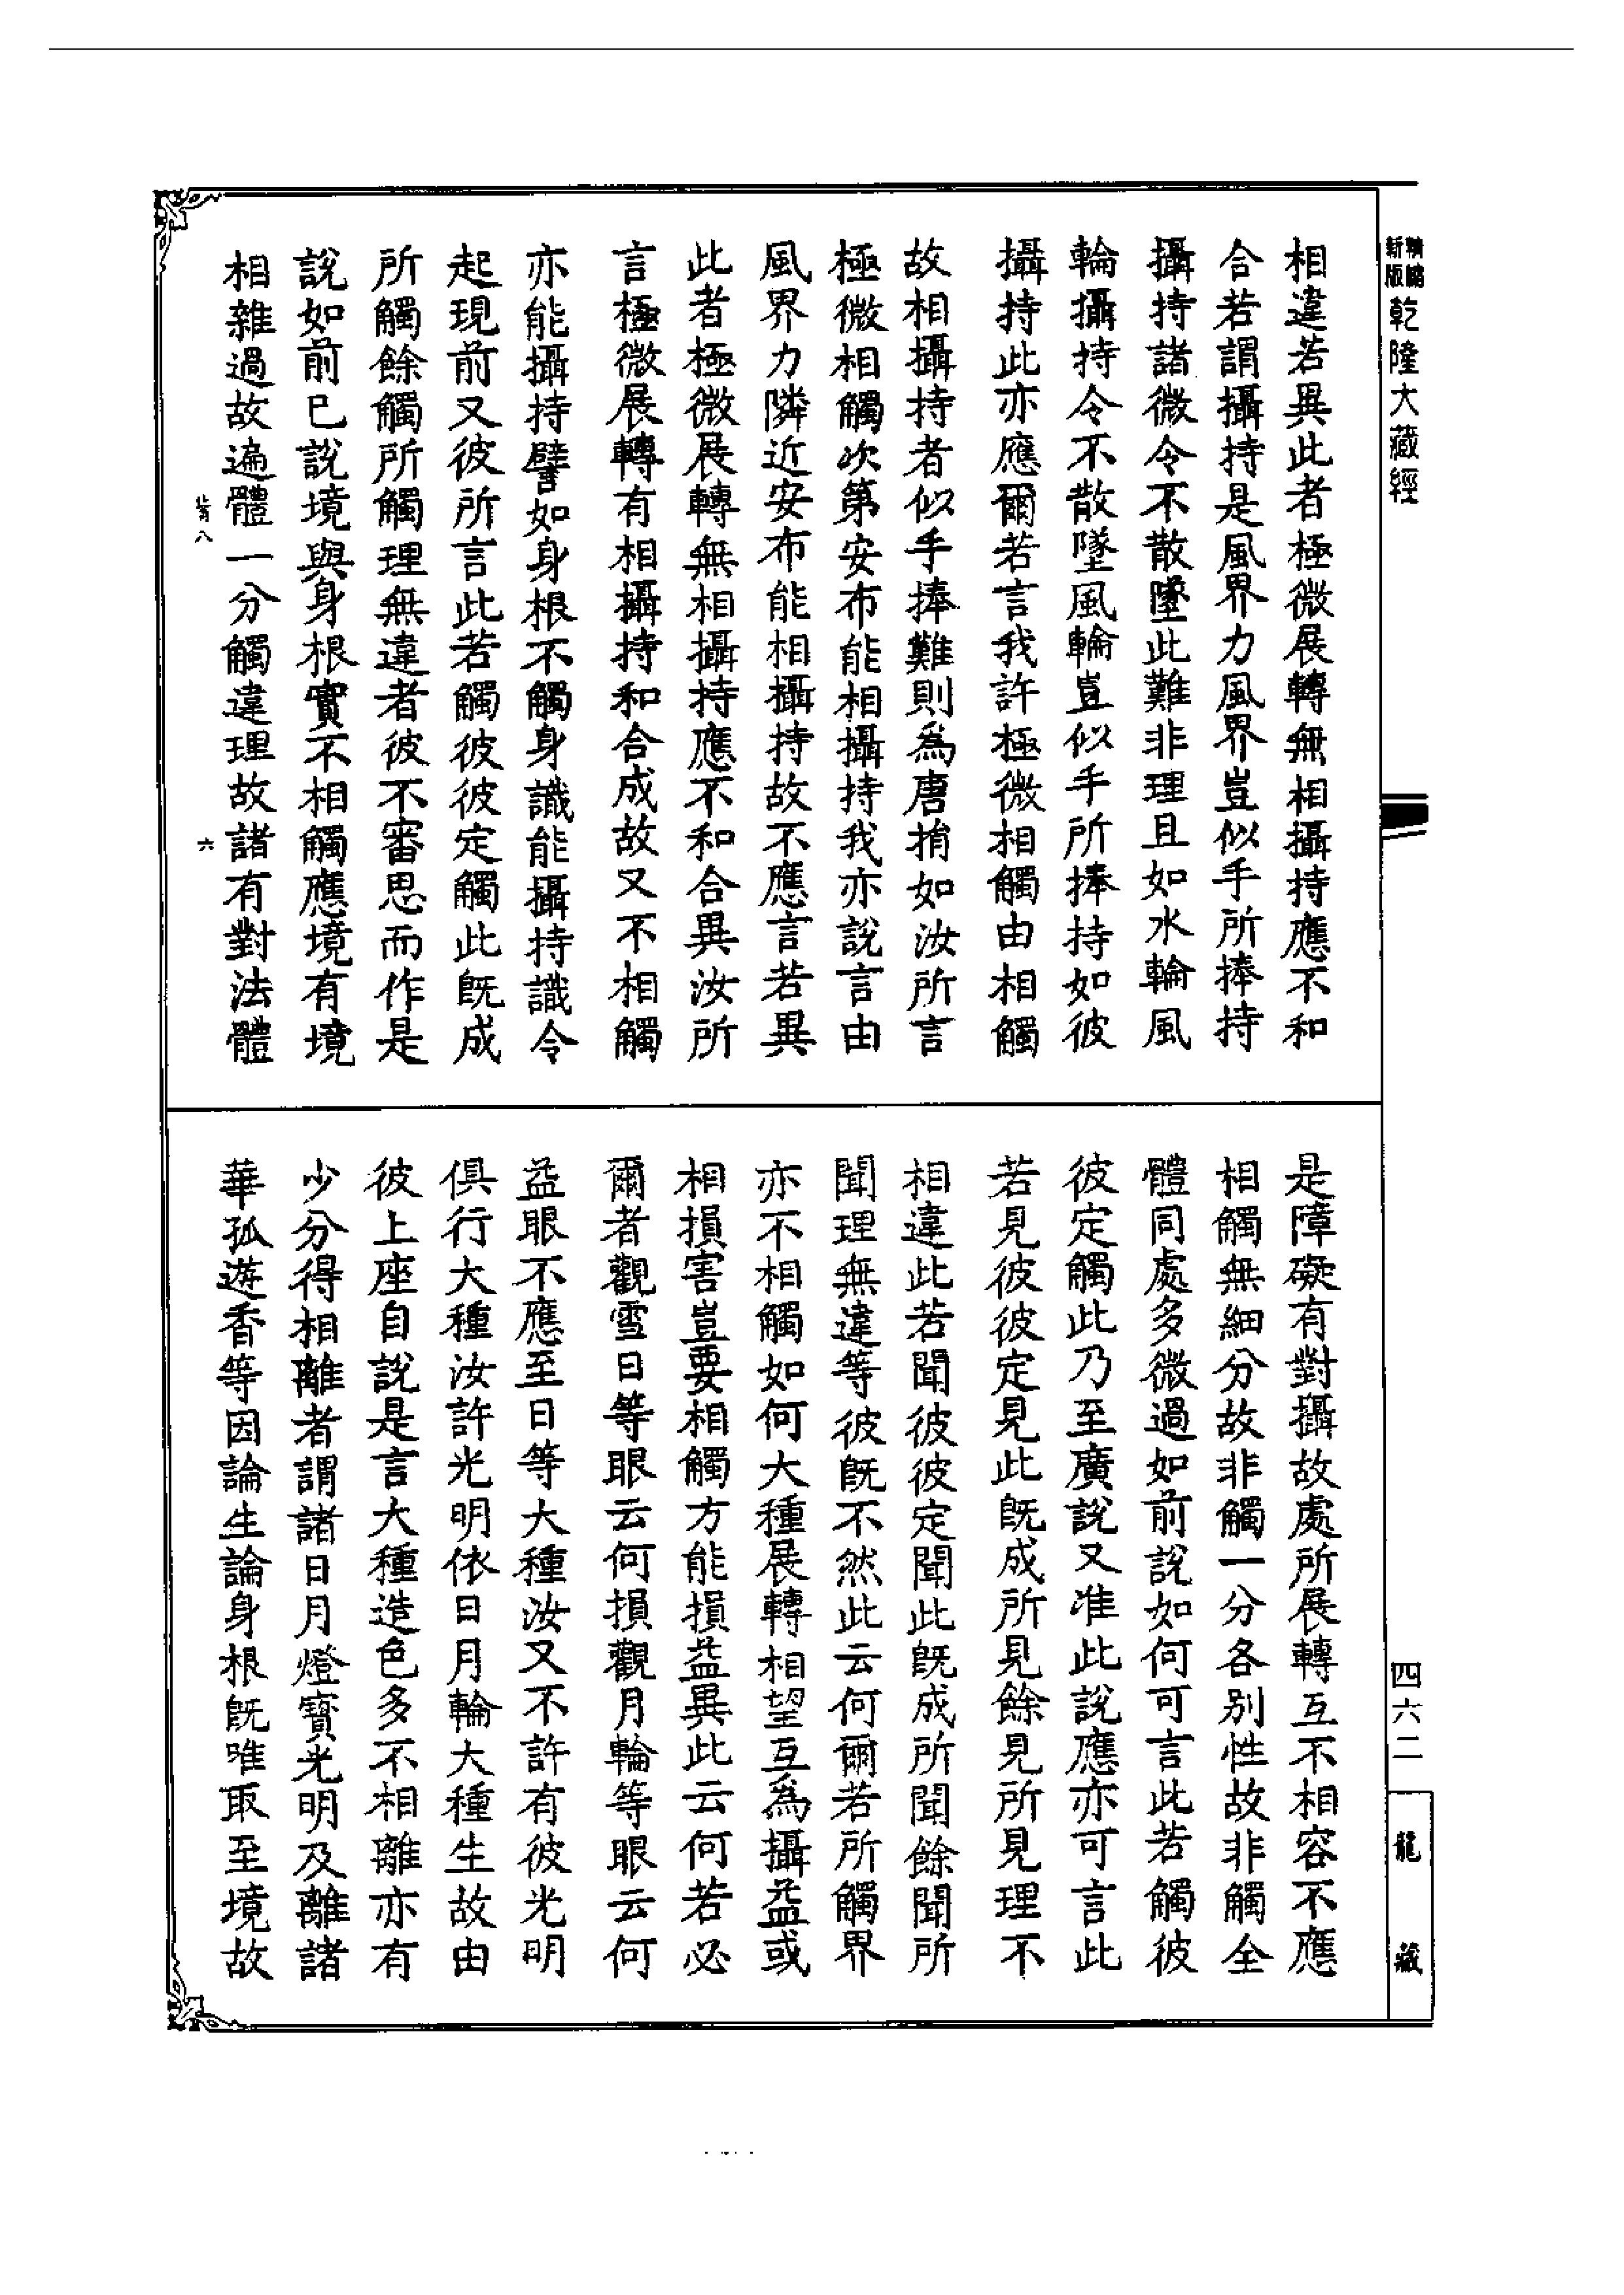 新版
精縮
乾隆大藏經
相違若異此者極微展轉無相攝持應不和
合若謂攝持是風界力風界豈似手所捧持
攝持諸微令不散墜此難非理且如水輪風
輪攝持令不散墜風輪豈似手所捧持如彼
攝持此亦應爾若言我許極微相觸由相觸
故相攝持者似手捧難則為唐捐如汝所言
極微相觸次第安布能相攝持我亦說言由
風界力隣近安布能相攝持故不應言若異
此者極微展轉無相攝持應不和合異汝所
言極微展轉有相攝持和合成故又不相觸
亦能攝持譬如身根不觸身識能攝持識令
起現前又彼所言此若觸彼彼定觸此既成
所觸餘觸所觸理無違者彼不審思而作是
說如前已說境與身根實不相觸應境有境
相雜過故遍體一分觸違理故諸有對法體
八
六
是障礙有對攝故處所展轉互不相容不應
相觸無細分故非觸一分各別性故非觸全
體同處多微過如前說如何可言此若觸彼
彼定觸此乃至廣說又准此說應亦可言此
若見彼彼定見此既成所見餘見所見理不
相違此若聞彼彼定聞此既成所聞餘聞所
聞理無違等彼既不然此云何爾若所觸界
亦不相觸如何大種展轉相望互為攝益或
相損害豈要相觸方能損益異此云何若必
爾者觀雪日等眼云何損觀月輪等眼云何
益眼不應至日等大種汝又不許有彼光明
俱行大種汝許光明依日月輪大種生故由
彼上座自說是言大種造色多不相離亦有
少分得相離者謂諸日月燈寶光明及離諸
華孤遊香等因論生論身根既唯取至境故
四六二
龍藏